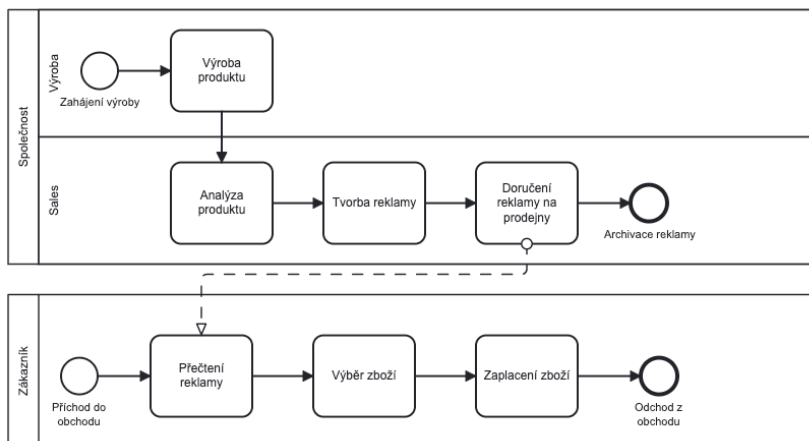 Společnost
Výroba
Zahájení výroby
Výroba
produktu
Sales
Analýza
produktu
Tvorba reklamy
Doručení
reklamy na
prodejny
Archivace reklamy
Zákazník
Příchod do
obchodu
Přečtení
reklamy
Výběr zboží
Zaplacení zboží
Odchod z
obchodu